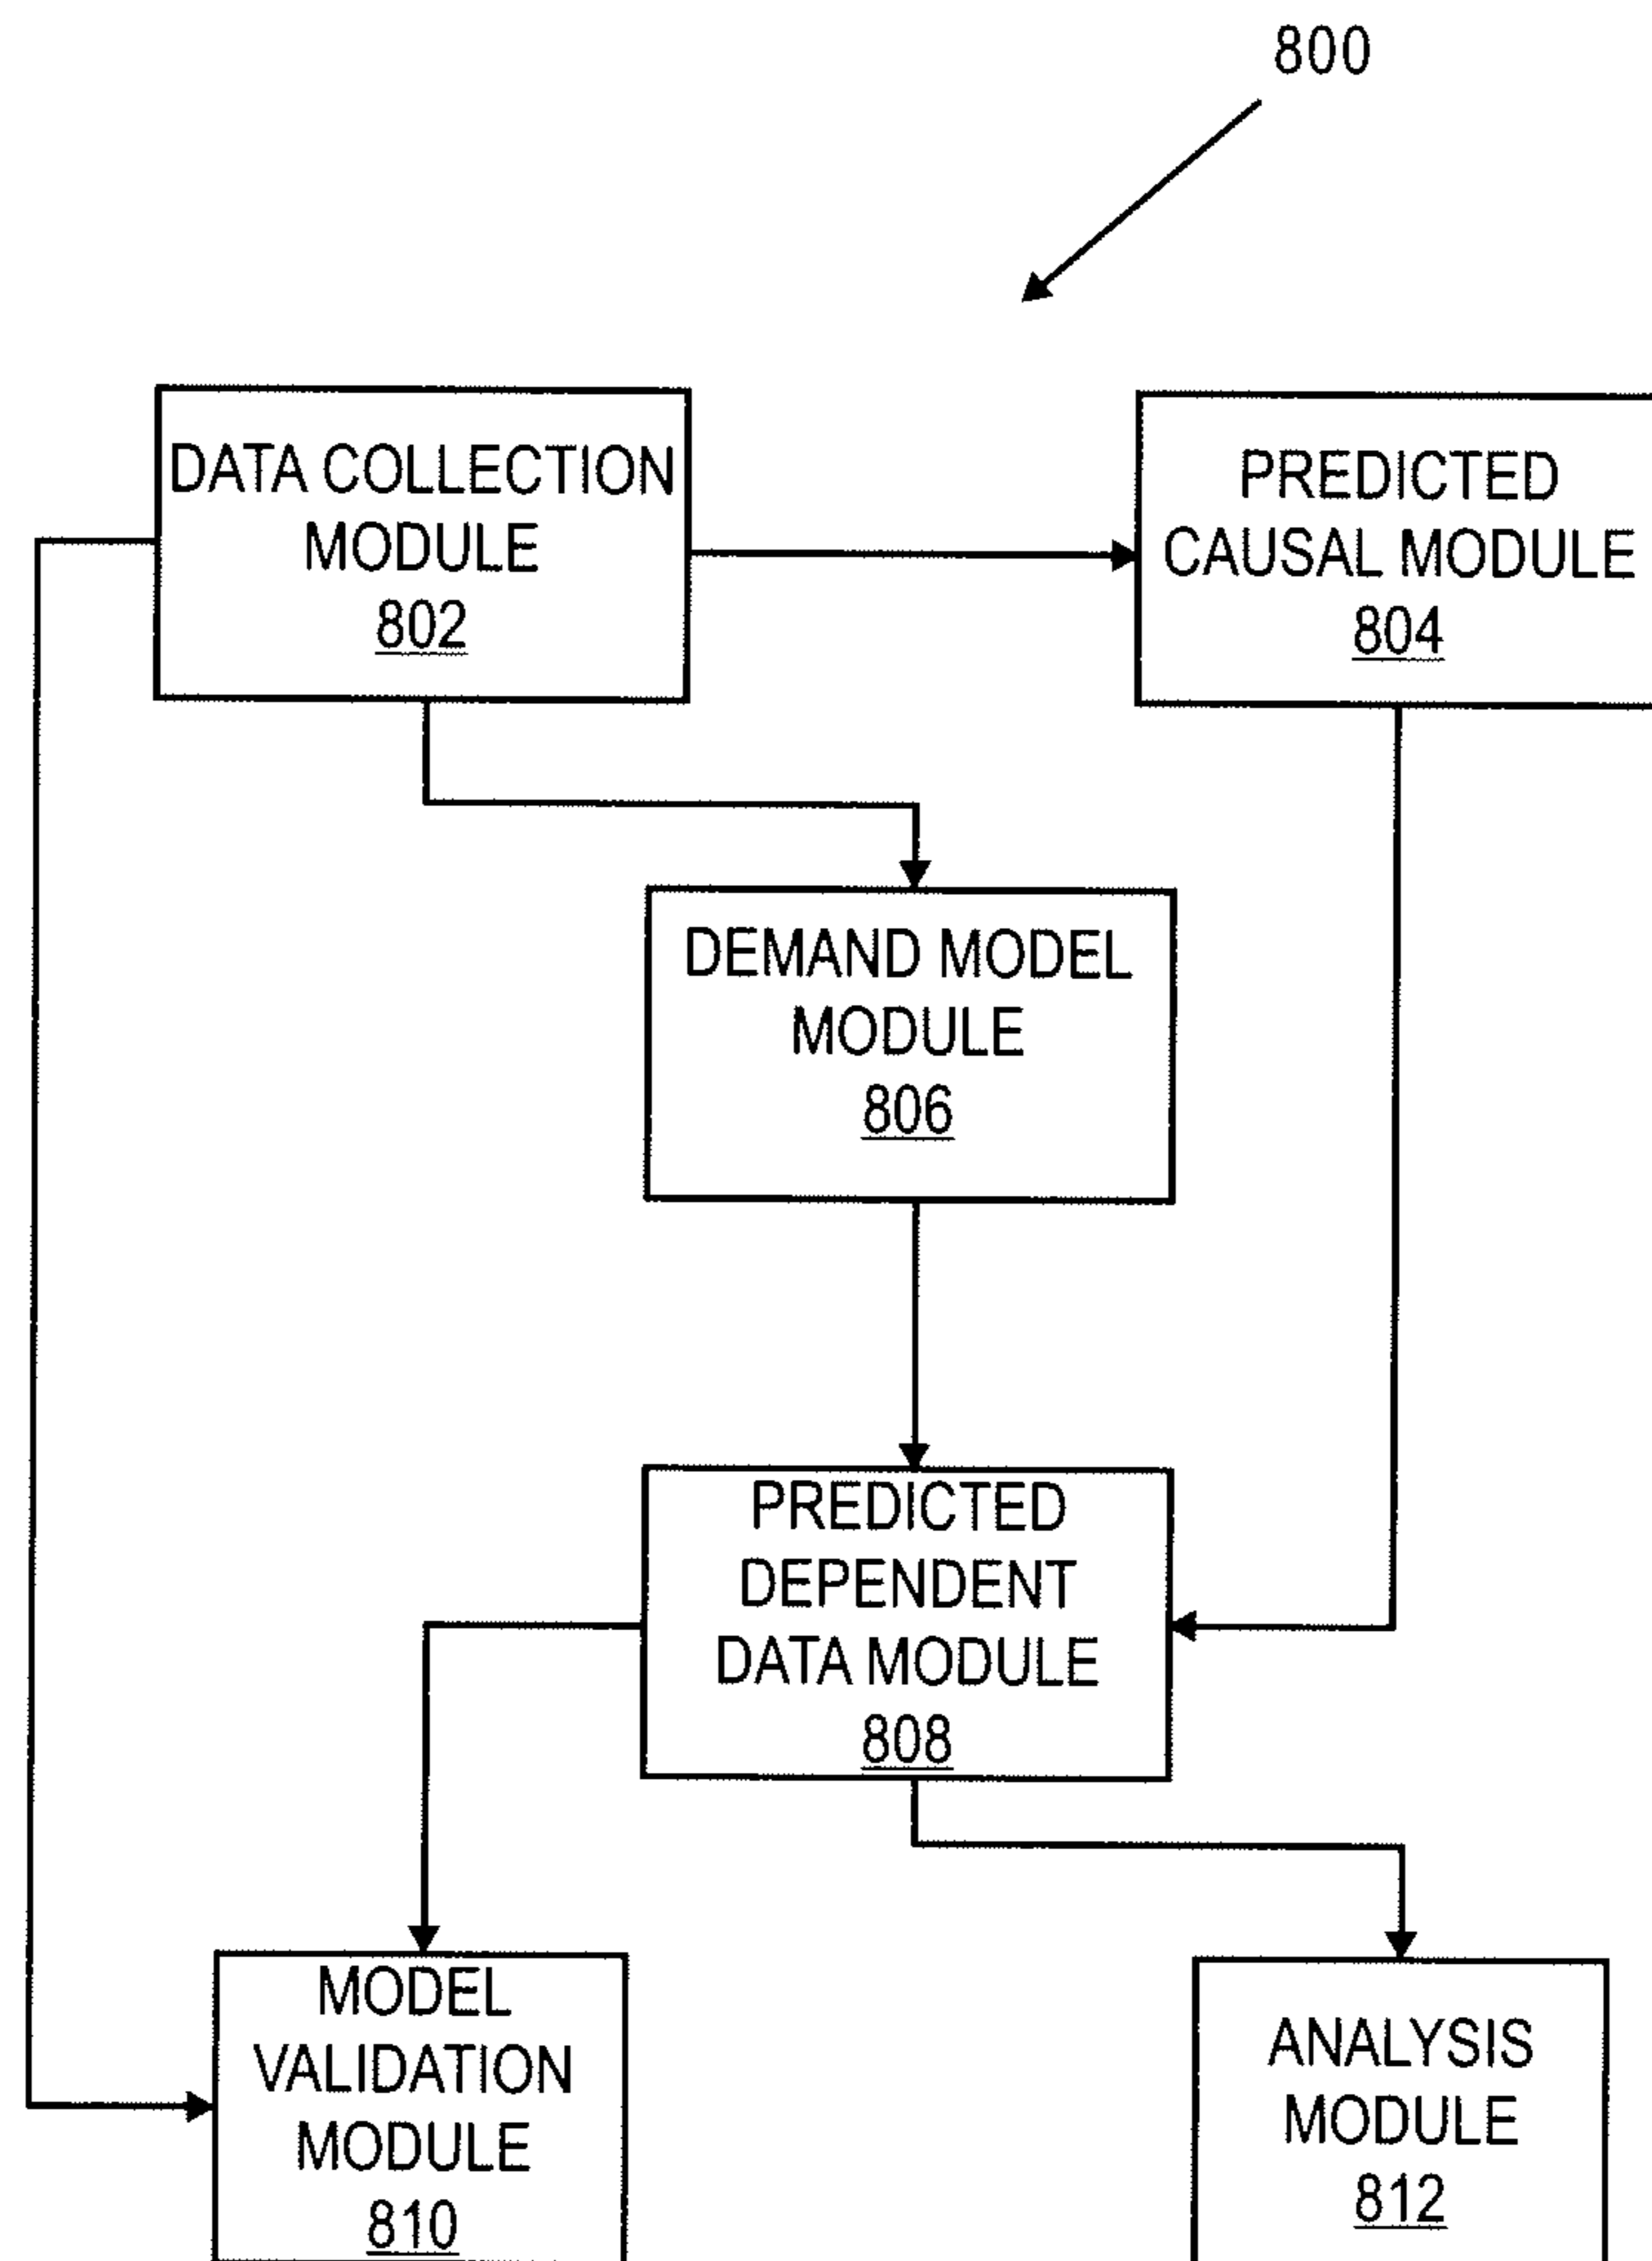 800
DATA COLLECTION
MODULE
802
PREDICTED
CAUSAL MODULE
804
DEMAND MODEL
MODULE
806
PREDICTED
DEPENDENT
DATA MODULE
808
MODEL
VALIDATION
MODULE
810
ANALYSIS
MODULE
812